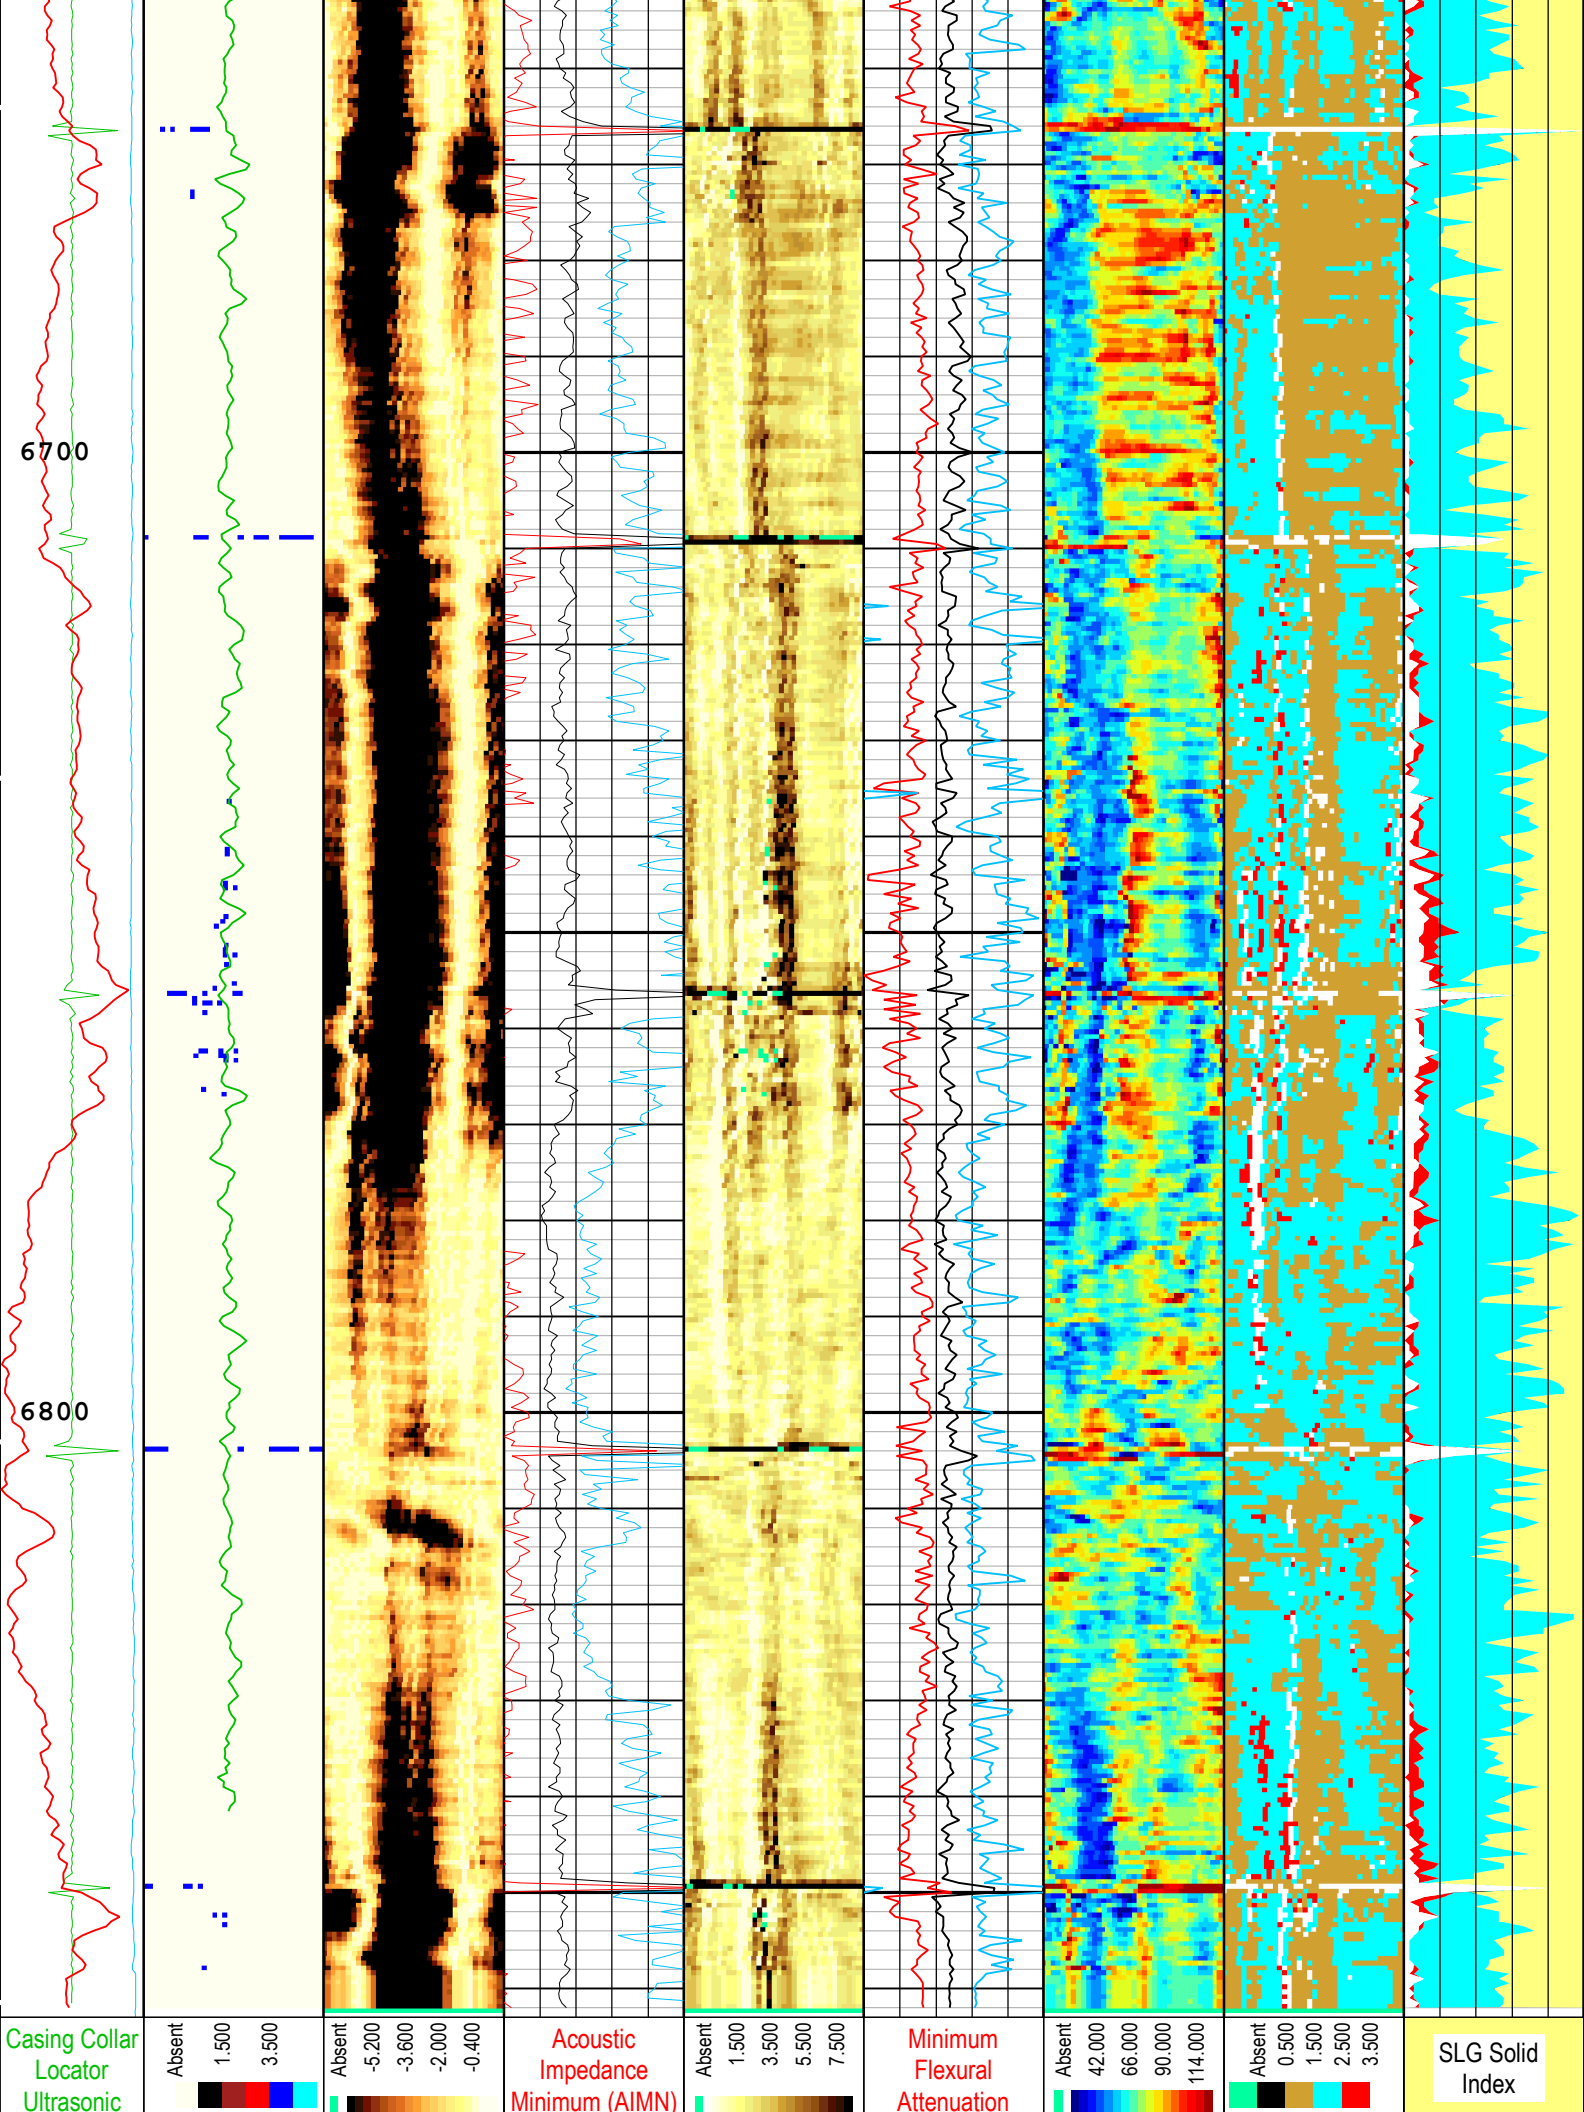 6700
6800
Casing Collar
Locator
Ultrasonic
Absent
1.500
3.500
Absent
-5.200
-3.600
-2.000
-0.400
Acoustic
Impedance
Minimum (AIMN)
Absent
1.500
3.500
5.500
7.500
Minimum
Flexural
Attenuation
Absent
42.000
66.000
90.000
114.000
Absent
0.500
1.500
2.500
3.500
SLG Solid
Index